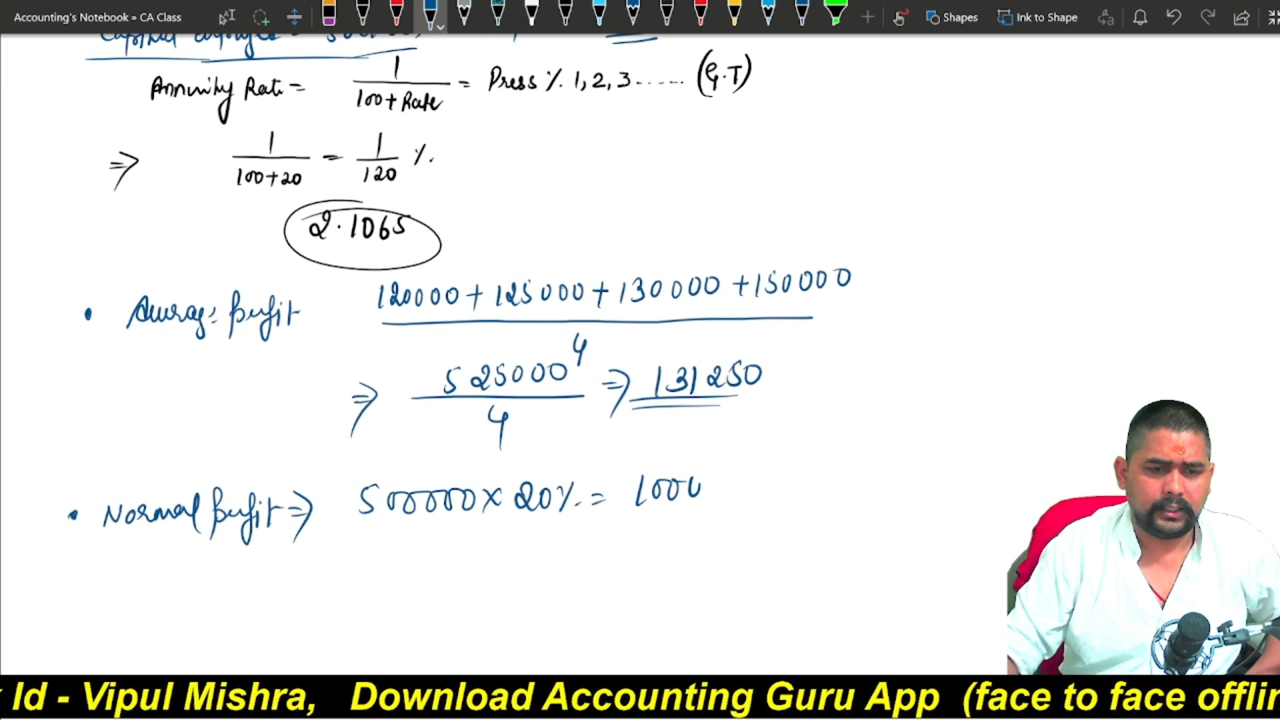 Accounting's Notebook » CA Class
Shapes
Ink to Shape
Annuity Rate = 1 / 100 + Rate = Press % 1, 2, 3 ...... (G.T)
⇒ 1 / 100+20 = 1 / 120 %
2.1065
• Average Profit 120000 + 125000 + 130000 + 150000 / 4
⇒ 525000 / 4 ⇒ 131250
• Normal Profit ⇒ 500000 × 20% = 1000
Id - Vipul Mishra, Download Accounting Guru App (face to face offlin